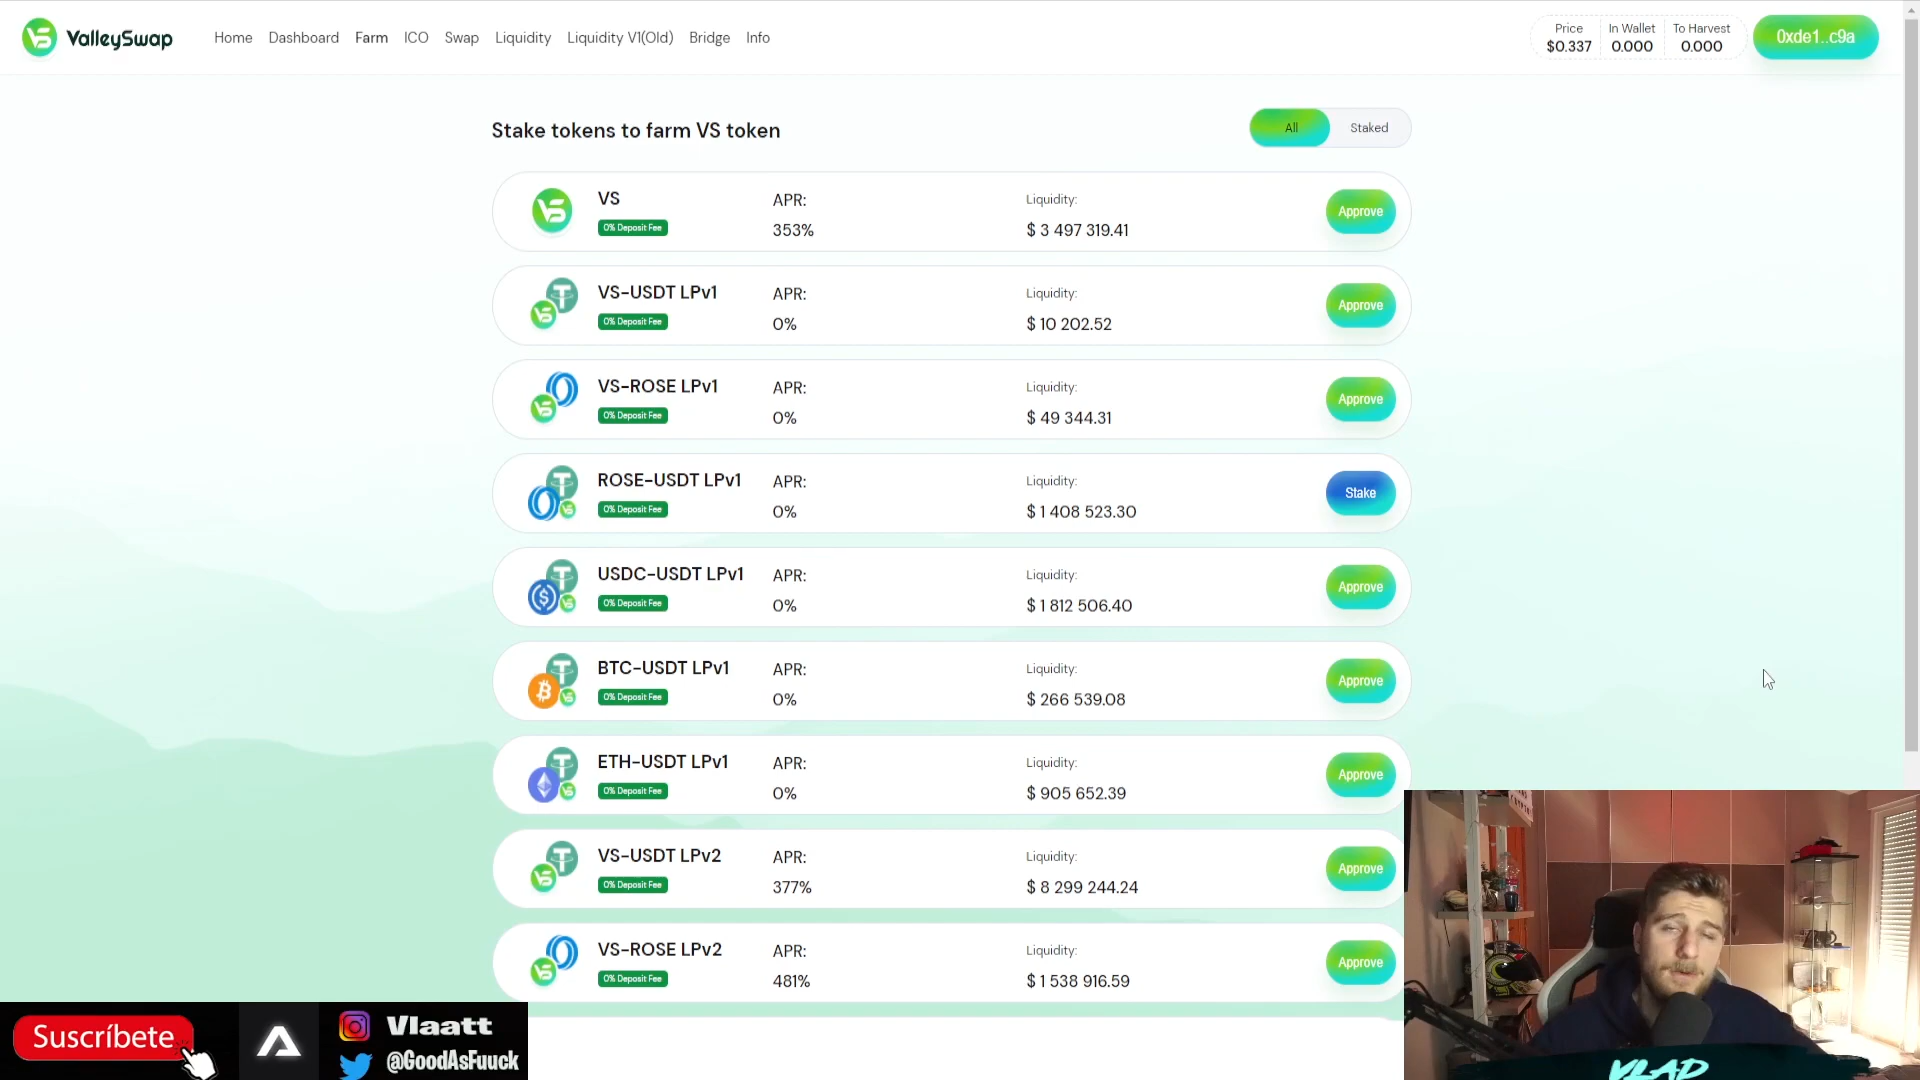 ValleySwap
Home Dashboard Farm ICO Swap Liquidity Liquidity V1(Old) Bridge Info
Price In Wallet To Harvest
$0.337 0.000 0.000
0xde1..c9a
Stake tokens to farm VS token
All Staked
VS APR: Liquidity: Approve
0% Deposit Fee 353% $ 3 497 319.41
VS-USDT LPv1 APR: Liquidity: Approve
0% Deposit Fee 0% $ 10 202.52
VS-ROSE LPv1 APR: Liquidity: Approve
0% Deposit Fee 0% $ 49 344.31
ROSE-USDT LPv1 APR: Liquidity: Stake
0% Deposit Fee 0% $ 1 408 523.30
USDC-USDT LPv1 APR: Liquidity: Approve
0% Deposit Fee 0% $ 1 812 506.40
BTC-USDT LPv1 APR: Liquidity: Approve
0% Deposit Fee 0% $ 266 539.08
ETH-USDT LPv1 APR: Liquidity: Approve
0% Deposit Fee 0% $ 905 652.39
VS-USDT LPv2 APR: Liquidity: Approve
0% Deposit Fee 377% $ 8 299 244.24
VS-ROSE LPv2 APR: Liquidity: Approve
0% Deposit Fee 481% $ 1 538 916.59
Suscríbete
Vlaatt
@GoodAsFuuck
VLAD